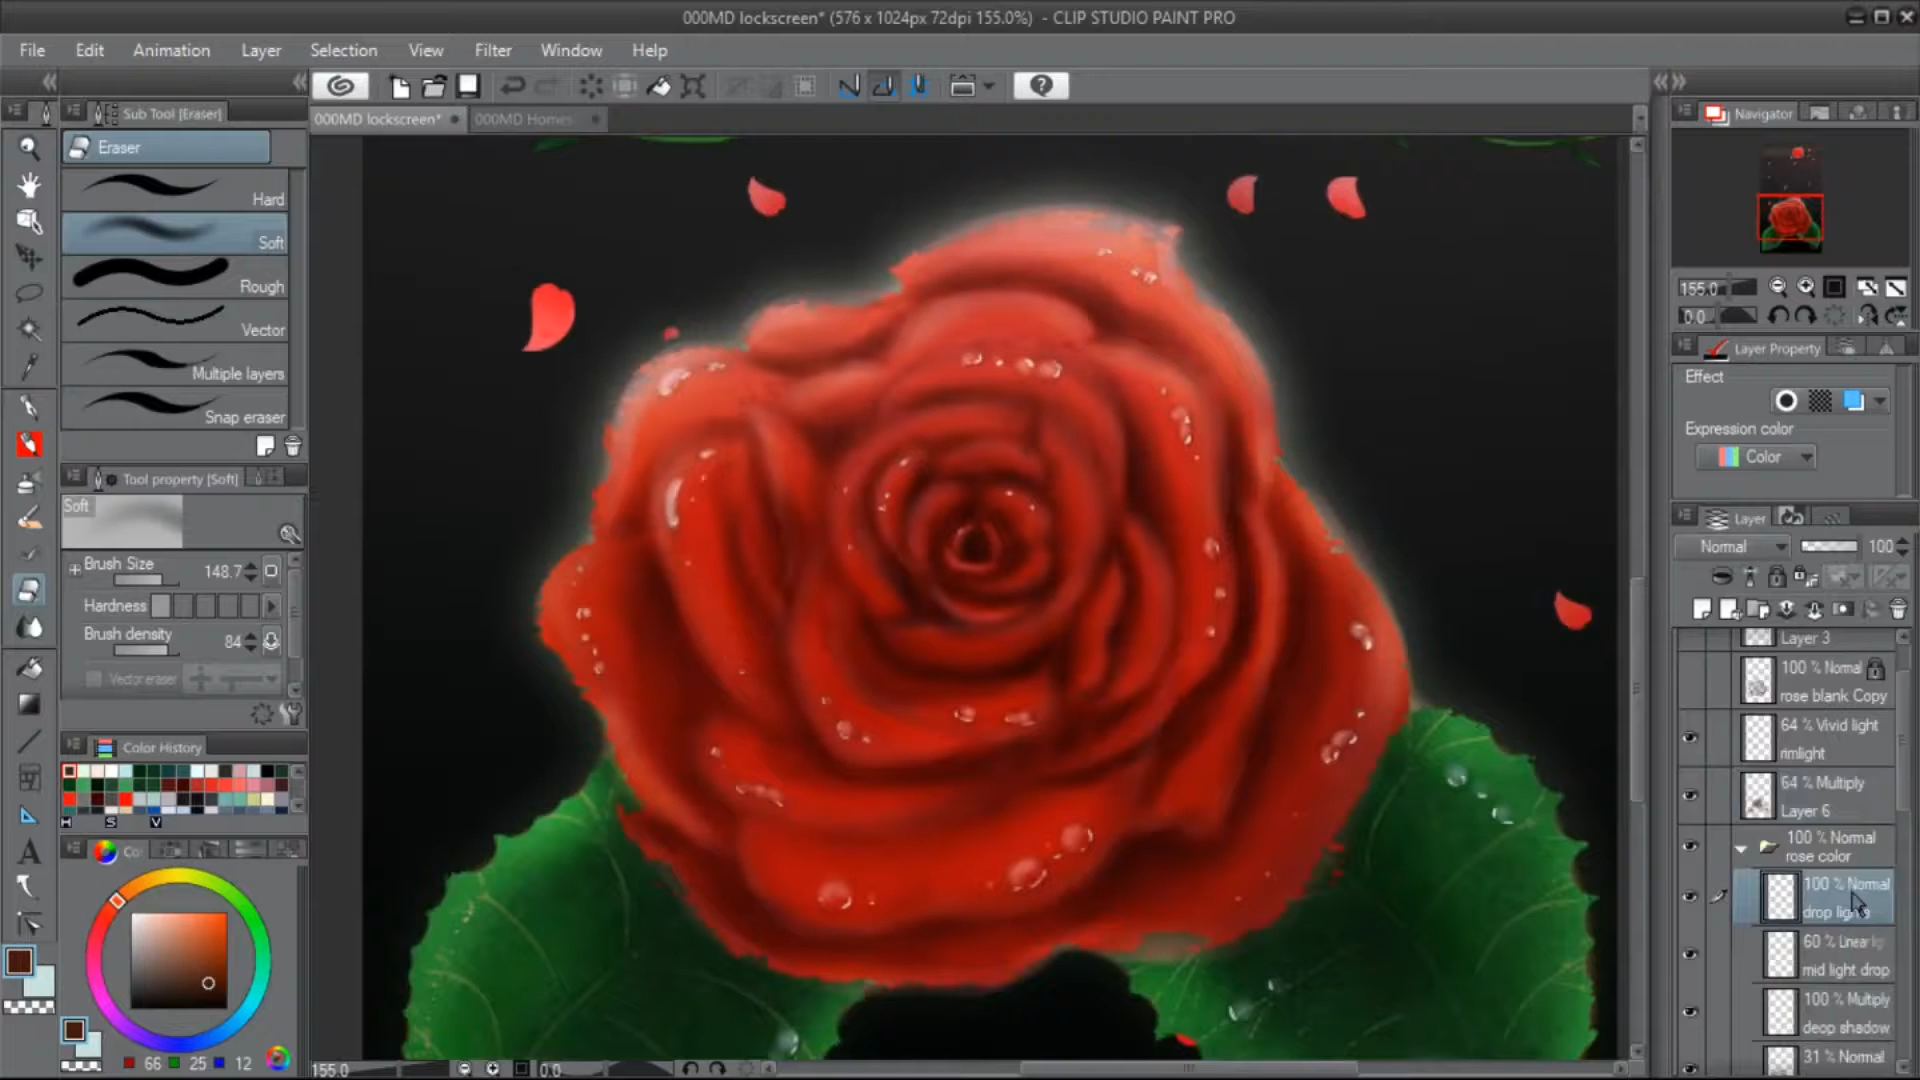 000MD lockscreen* (576 x 1024px 72dpi 155.0%) - CLIP STUDIO PAINT PRO
File Edit Animation Layer Selection View Filter Window Help
Sub Tool [Eraser]
Eraser
Hard
Soft
Rough
Vector
Multiple layers
Snap eraser
Tool property [Soft]
Soft
Brush Size 148.7
Hardness
Brush density 84
Vector eraser
Color History
H S V
Co
66 25 12
000MD lockscreen* 000MD Homes
155.0 0.0
Navigator
155.0
0.0
Layer Property
Effect
Expression color
Color
Layer
Normal 100
Layer 3
100 % Normal
rose blank Copy
64 % Vivid light
rimlight
64 % Multiply
Layer 6
100 % Normal
rose color
100 % Normal
drop
60 %
mid light drop
100 % Multiply
deop shadow
31 % Normal